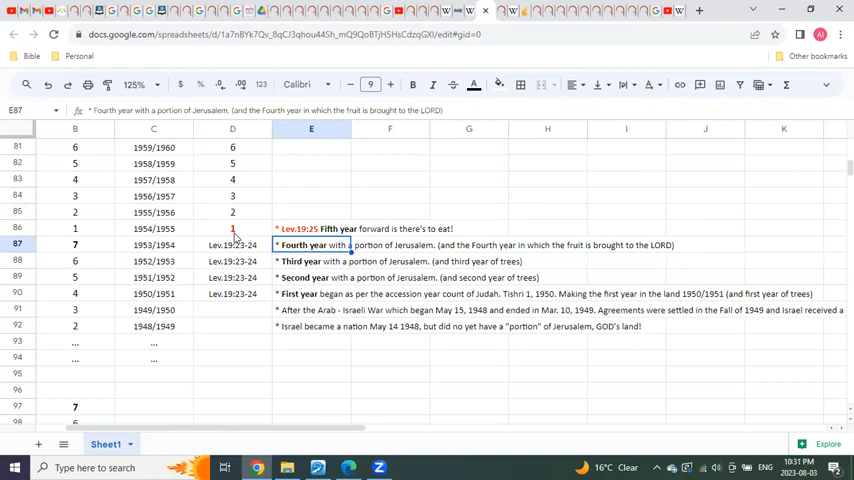 docs.google.com/spreadsheets/d/1a7nBYk7Qv_8qCJ3qhou44Sh_mQ9OBTjH5HsCdzqGXI/edit#gid=0
Bible Personal Other bookmarks
125% $ % .0 .00 123 Calibri 9 B I A
E87 fx * Fourth year with a portion of Jerusalem. (and the Fourth year in which the fruit is brought to the LORD)
B C D E F G H I J K
81 6 1959/1960 6
82 5 1958/1959 5
83 4 1957/1958 4
84 3 1956/1957 3
85 2 1955/1956 2
86 1 1954/1955 1 * Lev.19:25 Fifth year forward is there's to eat!
87 7 1953/1954 Lev.19:23-24 * Fourth year with a portion of Jerusalem. (and the Fourth year in which the fruit is brought to the LORD)
88 6 1952/1953 Lev.19:23-24 * Third year with a portion of Jerusalem. (and third year of trees)
89 5 1951/1952 Lev.19:23-24 * Second year with a portion of Jerusalem. (and second year of trees)
90 4 1950/1951 Lev.19:23-24 * First year began as per the accession year count of Judah. Tishri 1, 1950. Making the first year in the land 1950/1951 (and first year of trees)
91 3 1949/1950 * After the Arab - Israeli War which began May 15, 1948 and ended in Mar. 10, 1949. Agreements were settled in the Fall of 1949 and Israel received a
92 2 1948/1949 * Israel became a nation May 14 1948, but did no yet have a "portion" of Jerusalem, GOD's land!
93 ... ...
94 ... ...
95
96
97 7
98 6
Sheet1 Explore
Type here to search 16°C Clear ENG 10:31 PM 2023-08-03 2